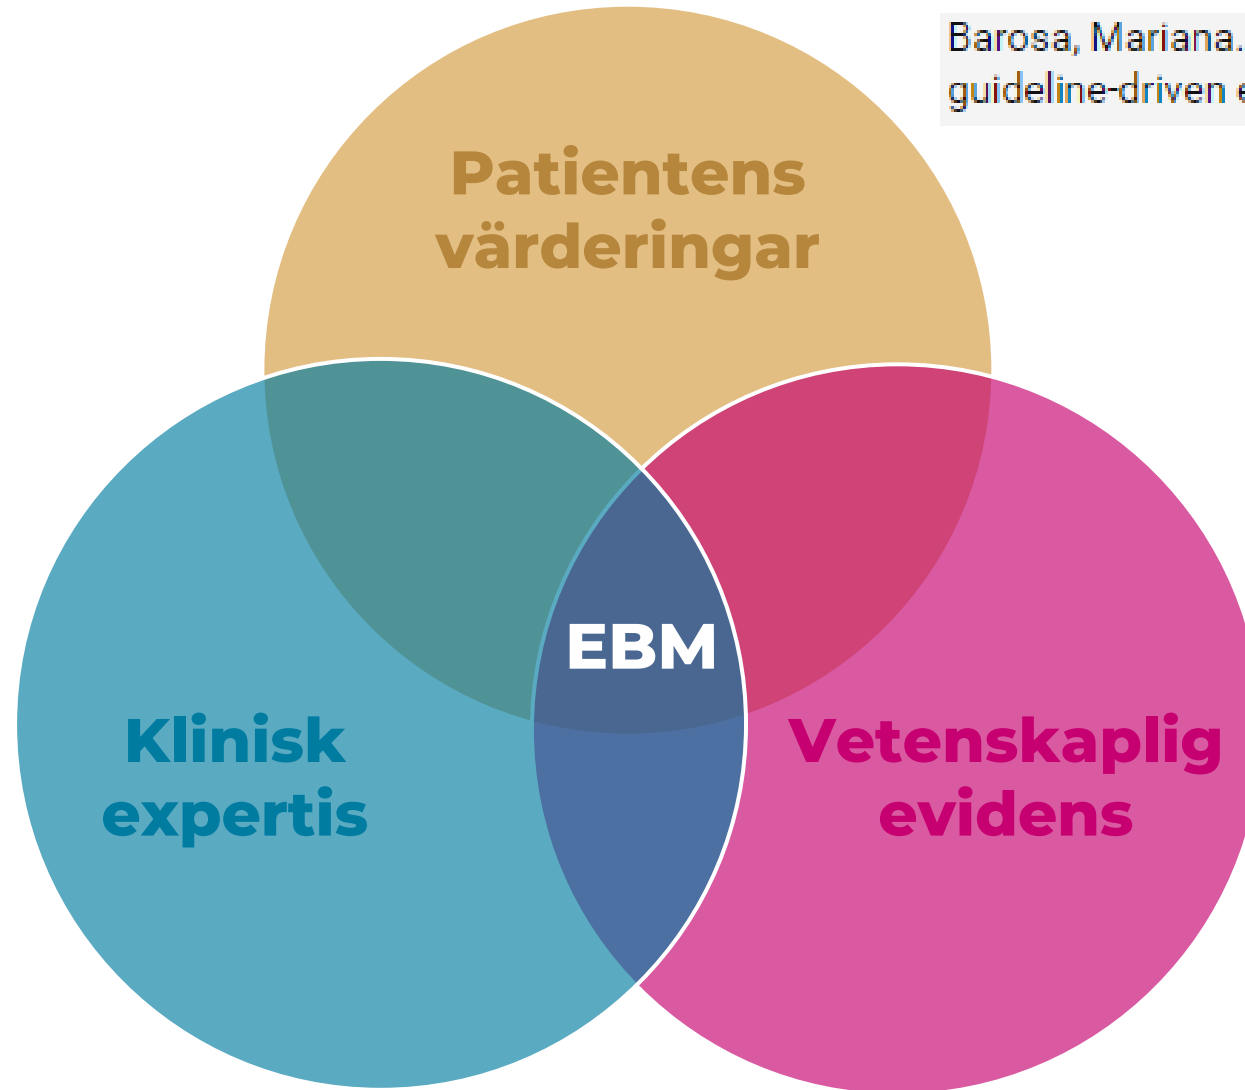 Barosa, Mariana.
guideline-driven
Patientens
värderingar
EBM
Klinisk
expertis
Vetenskaplig
evidens